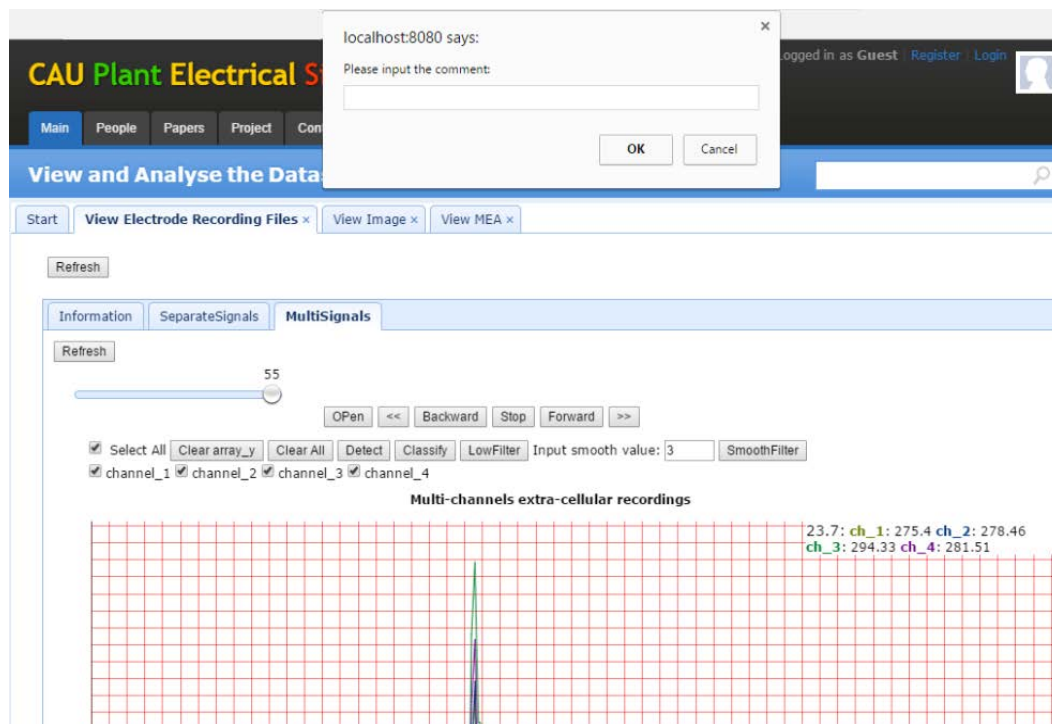 localhost:8080 says:
×
Please input the comment:
OK Cancel
ogged in as Guest | Register | Login
CAU Plant Electrical S
Main People Papers Project Con
View and Analyse the Data
Start View Electrode Recording Files × View Image × View MEA ×
Refresh
Information SeparateSignals MultiSignals
Refresh
55
OPen << Backward Stop Forward >>
Select All Clear array_y Clear All Detect Classify LowFilter Input smooth value: 3 SmoothFilter
channel_1 channel_2 channel_3 channel_4
Multi-channels extra-cellular recordings
23.7: ch_1: 275.4 ch_2: 278.46
ch_3: 294.33 ch_4: 281.51